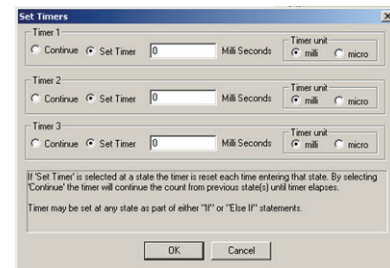 Set Timers
Timer 1
Continue Set Timer 0 Milli Seconds
Timer unit
milli micro
Timer 2
Continue Set Timer 0 Milli Seconds
Timer unit
milli micro
Timer 3
Continue Set Timer 0 Milli Seconds
Timer unit
milli micro
If 'Set Timer' is selected at a state the timer is reset each time entering that state. By selecting
'Continue' the timer will continue the count from previous state(s) until timer elapses.
Timer may be set at any state as part of either "If" or "Else If" statements.
OK Cancel